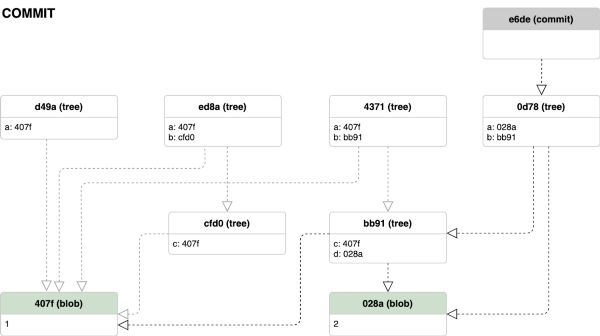 COMMIT
e6de (commit)
d49a (tree)
a: 407f
ed8a (tree)
a: 407f
b: cfd0
4371 (tree)
a: 407f
b: bb91
0d78 (tree)
a: 028a
b: bb91
cfd0 (tree)
c: 407f
bb91 (tree)
c: 407f
d: 028a
407f (blob)
1
028a (blob)
2